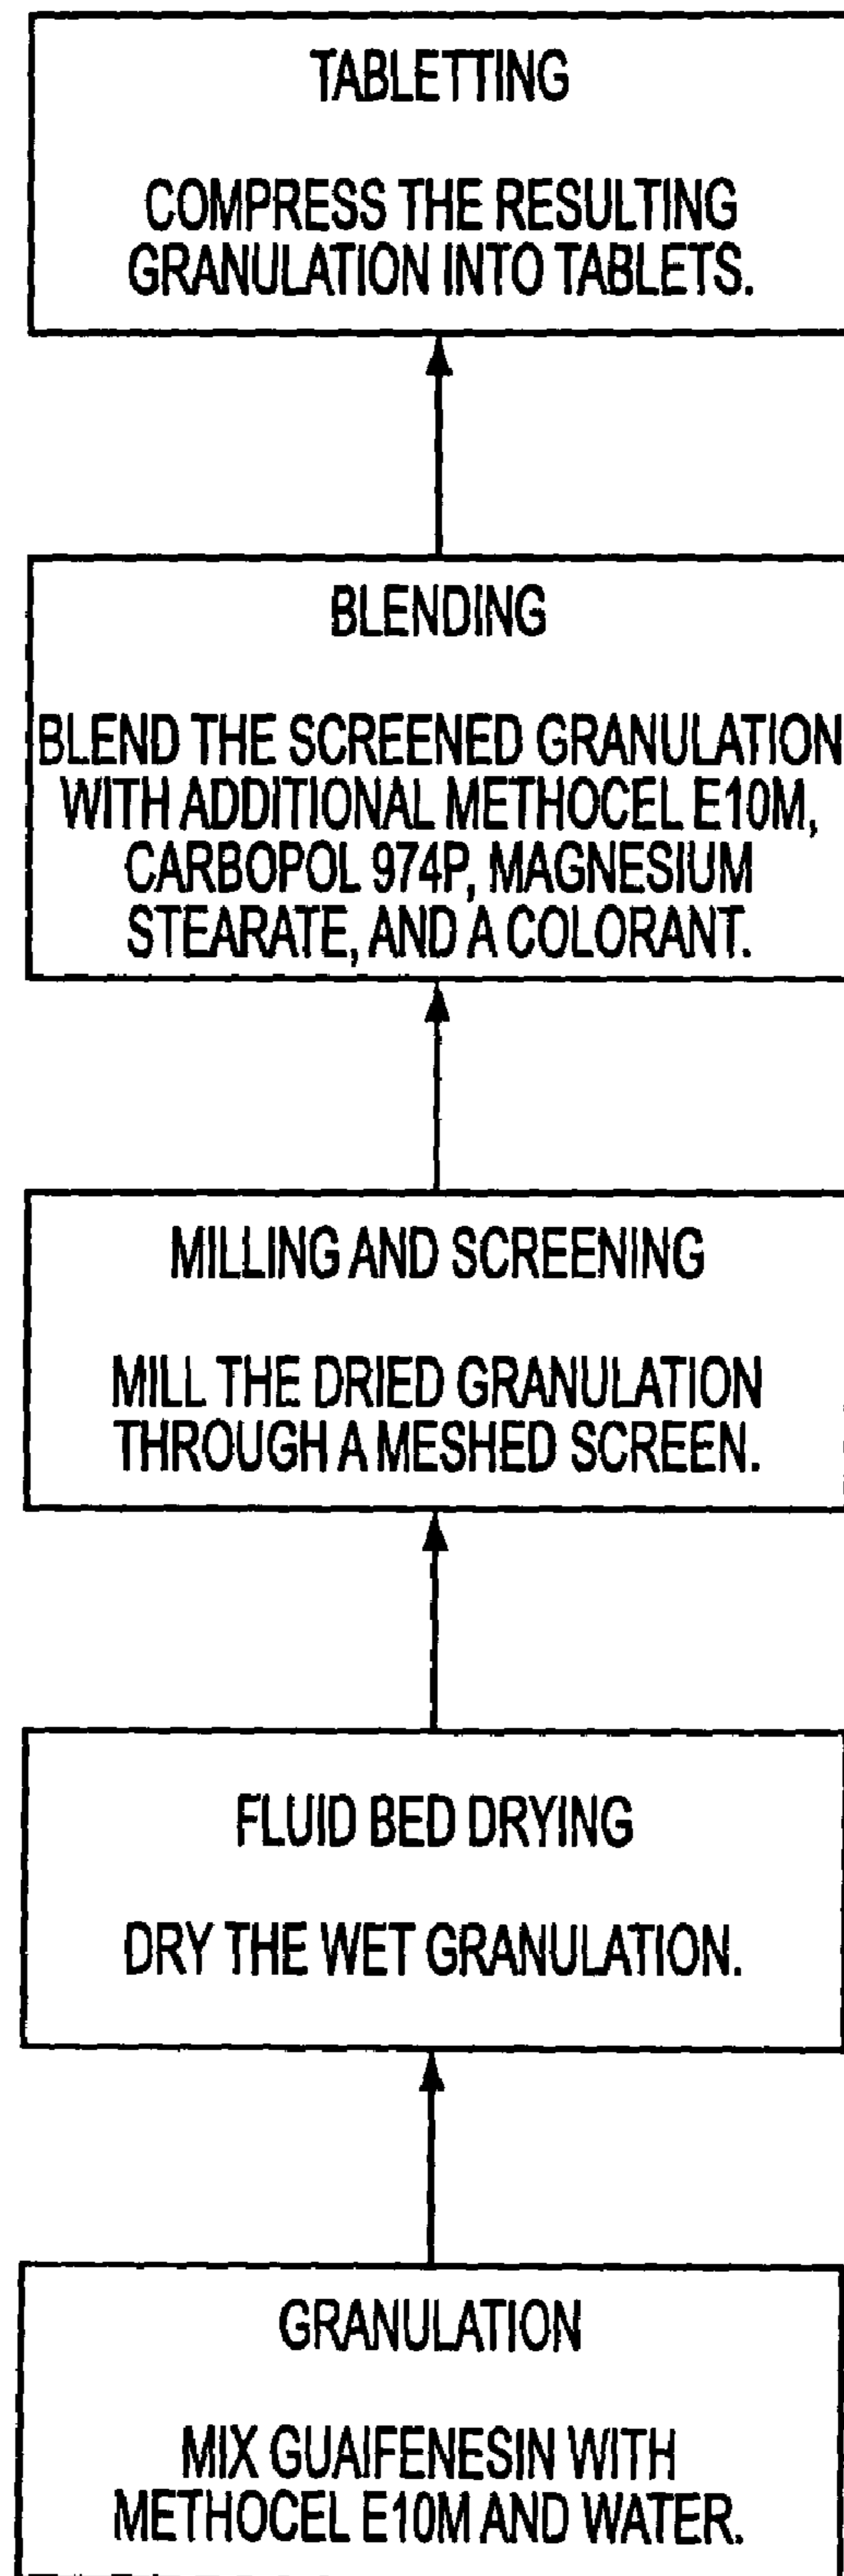 TABLETTING
COMPRESS THE RESULTING
GRANULATION INTO TABLETS.
BLENDING
BLEND THE SCREENED GRANULATION
WITH ADDITIONAL METHOCEL E10M,
CARBOPOL 974P, MAGNESIUM
STEARATE, AND A COLORANT.
MILLING AND SCREENING
MILL THE DRIED GRANULATION
THROUGH A MESHED SCREEN.
FLUID BED DRYING
DRY THE WET GRANULATION.
GRANULATION
MIX GUAIFENESIN WITH
METHOCEL E10M AND WATER.